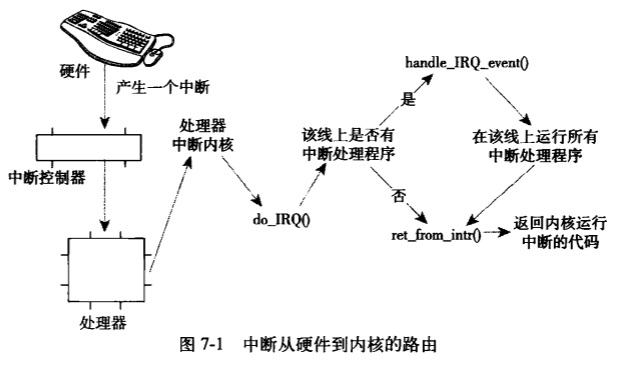 硬件
产生一个中断
中断控制器
处理器
处理器
中断内核
do_IRQ()
该线上是否有
中断处理程序
是
否
handle_IRQ_event()
在该线上运行所有
中断处理程序
ret_from_intr()
返回内核运行
中断的代码
图 7-1 中断从硬件到内核的路由